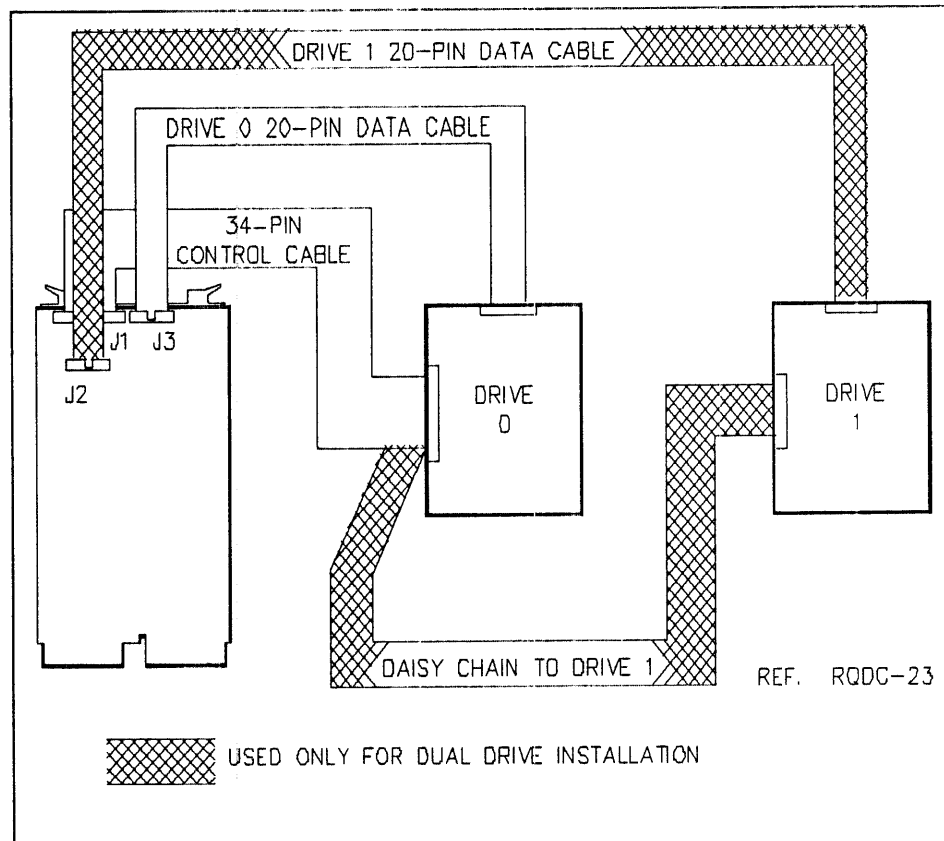 DRIVE 1 20-PIN DATA CABLE
DRIVE 0 20-PIN DATA CABLE
34-PIN
CONTROL CABLE
J1
J3
J2
DRIVE
0
DRIVE
1
DAISY CHAIN TO DRIVE 1
REF. RQDC-23
USED ONLY FOR DUAL DRIVE INSTALLATION